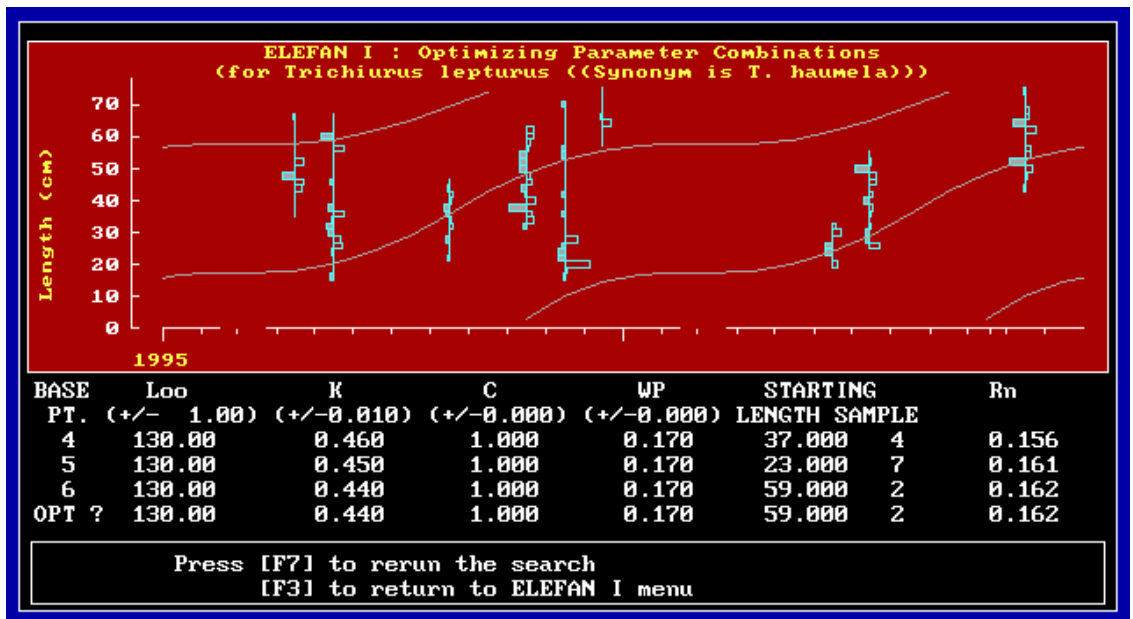 ELEFAN I : Optimizing Parameter Combinations
(for Trichiurus lepturus ((Synonym is T. haumela)))
Length (cm)
70
60
50
40
30
20
10
0
1995
BASE Loo K C WP STARTING Rn
PT. (+/- 1.00) (+/-0.010) (+/-0.000) (+/-0.000) LENGTH SAMPLE
4 130.00 0.460 1.000 0.170 37.000 4 0.156
5 130.00 0.450 1.000 0.170 23.000 7 0.161
6 130.00 0.440 1.000 0.170 59.000 2 0.162
OPT ? 130.00 0.440 1.000 0.170 59.000 2 0.162
Press [F7] to rerun the search
[F3] to return to ELEFAN I menu